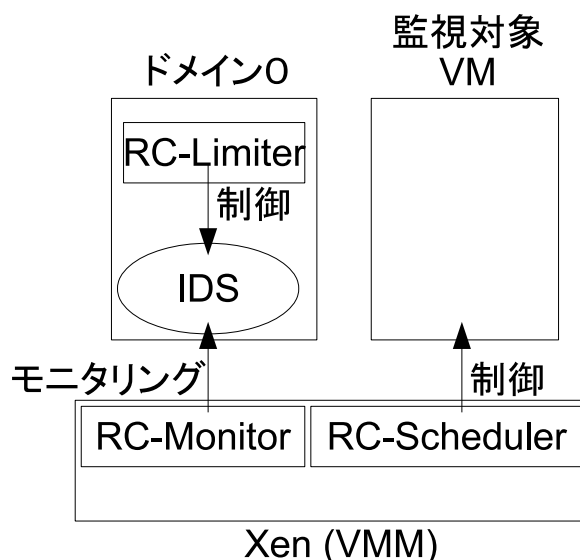 ドメイン0
監視対象
VM
RC-Limiter
制御
IDS
モニタリング
制御
RC-Monitor
RC-Scheduler
Xen (VMM)